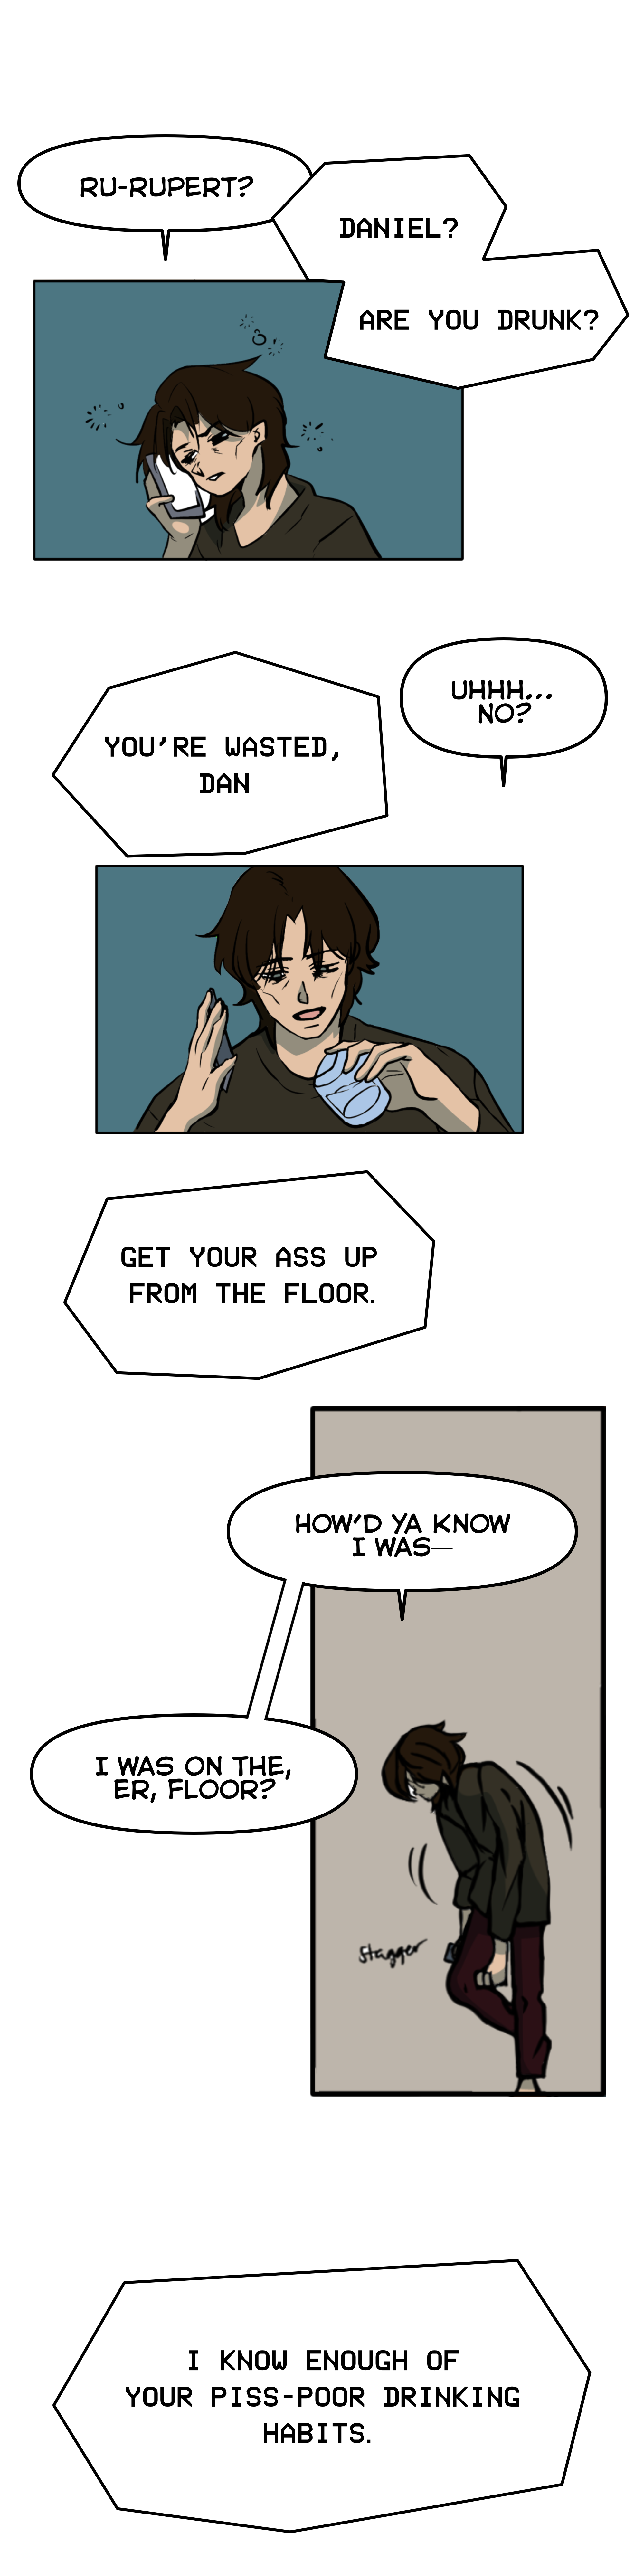 RU-RUPERT?
DANIEL?
ARE YOU DRUNK?
UHHH...
NO?
YOU'RE WASTED,
DAN
GET YOUR ASS UP
FROM THE FLOOR.
HOW'D YA KNOW
I WAS—
I WAS ON THE,
ER, FLOOR?
stagger
I KNOW ENOUGH OF
YOUR PISS-POOR DRINKING
HABITS.